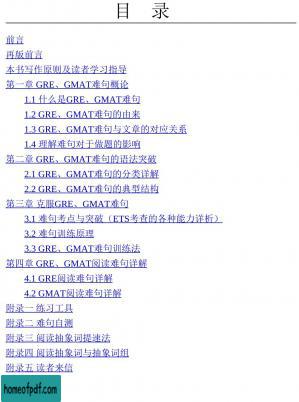 目 录
前言
再版前言
本书写作原则及读者学习指导
第一章 GRE、GMAT难句概论
1.1 什么是GRE、GMAT难句
1.2 GRE、GMAT难句的由来
1.3 GRE、GMAT难句与文章的对应关系
1.4 理解难句对于做题的影响
第二章 GRE、GMAT难句的语法突破
2.1 GRE、GMAT难句的分类详解
2.2 GRE、GMAT难句的典型结构
第三章 克服GRE、GMAT难句
3.1 难句考点与突破（ETS考查的各种能力详析）
3.2 难句训练原理
3.3 GRE、GMAT难句训练法
第四章 GRE、GMAT阅读难句详解
4.1 GRE阅读难句详解
4.2 GMAT阅读难句详解
附录一 练习工具
附录二 难句自测
附录三 阅读抽象词提速法
附录四 阅读抽象词与抽象词组
附录五 读者来信
homeofpdf.com